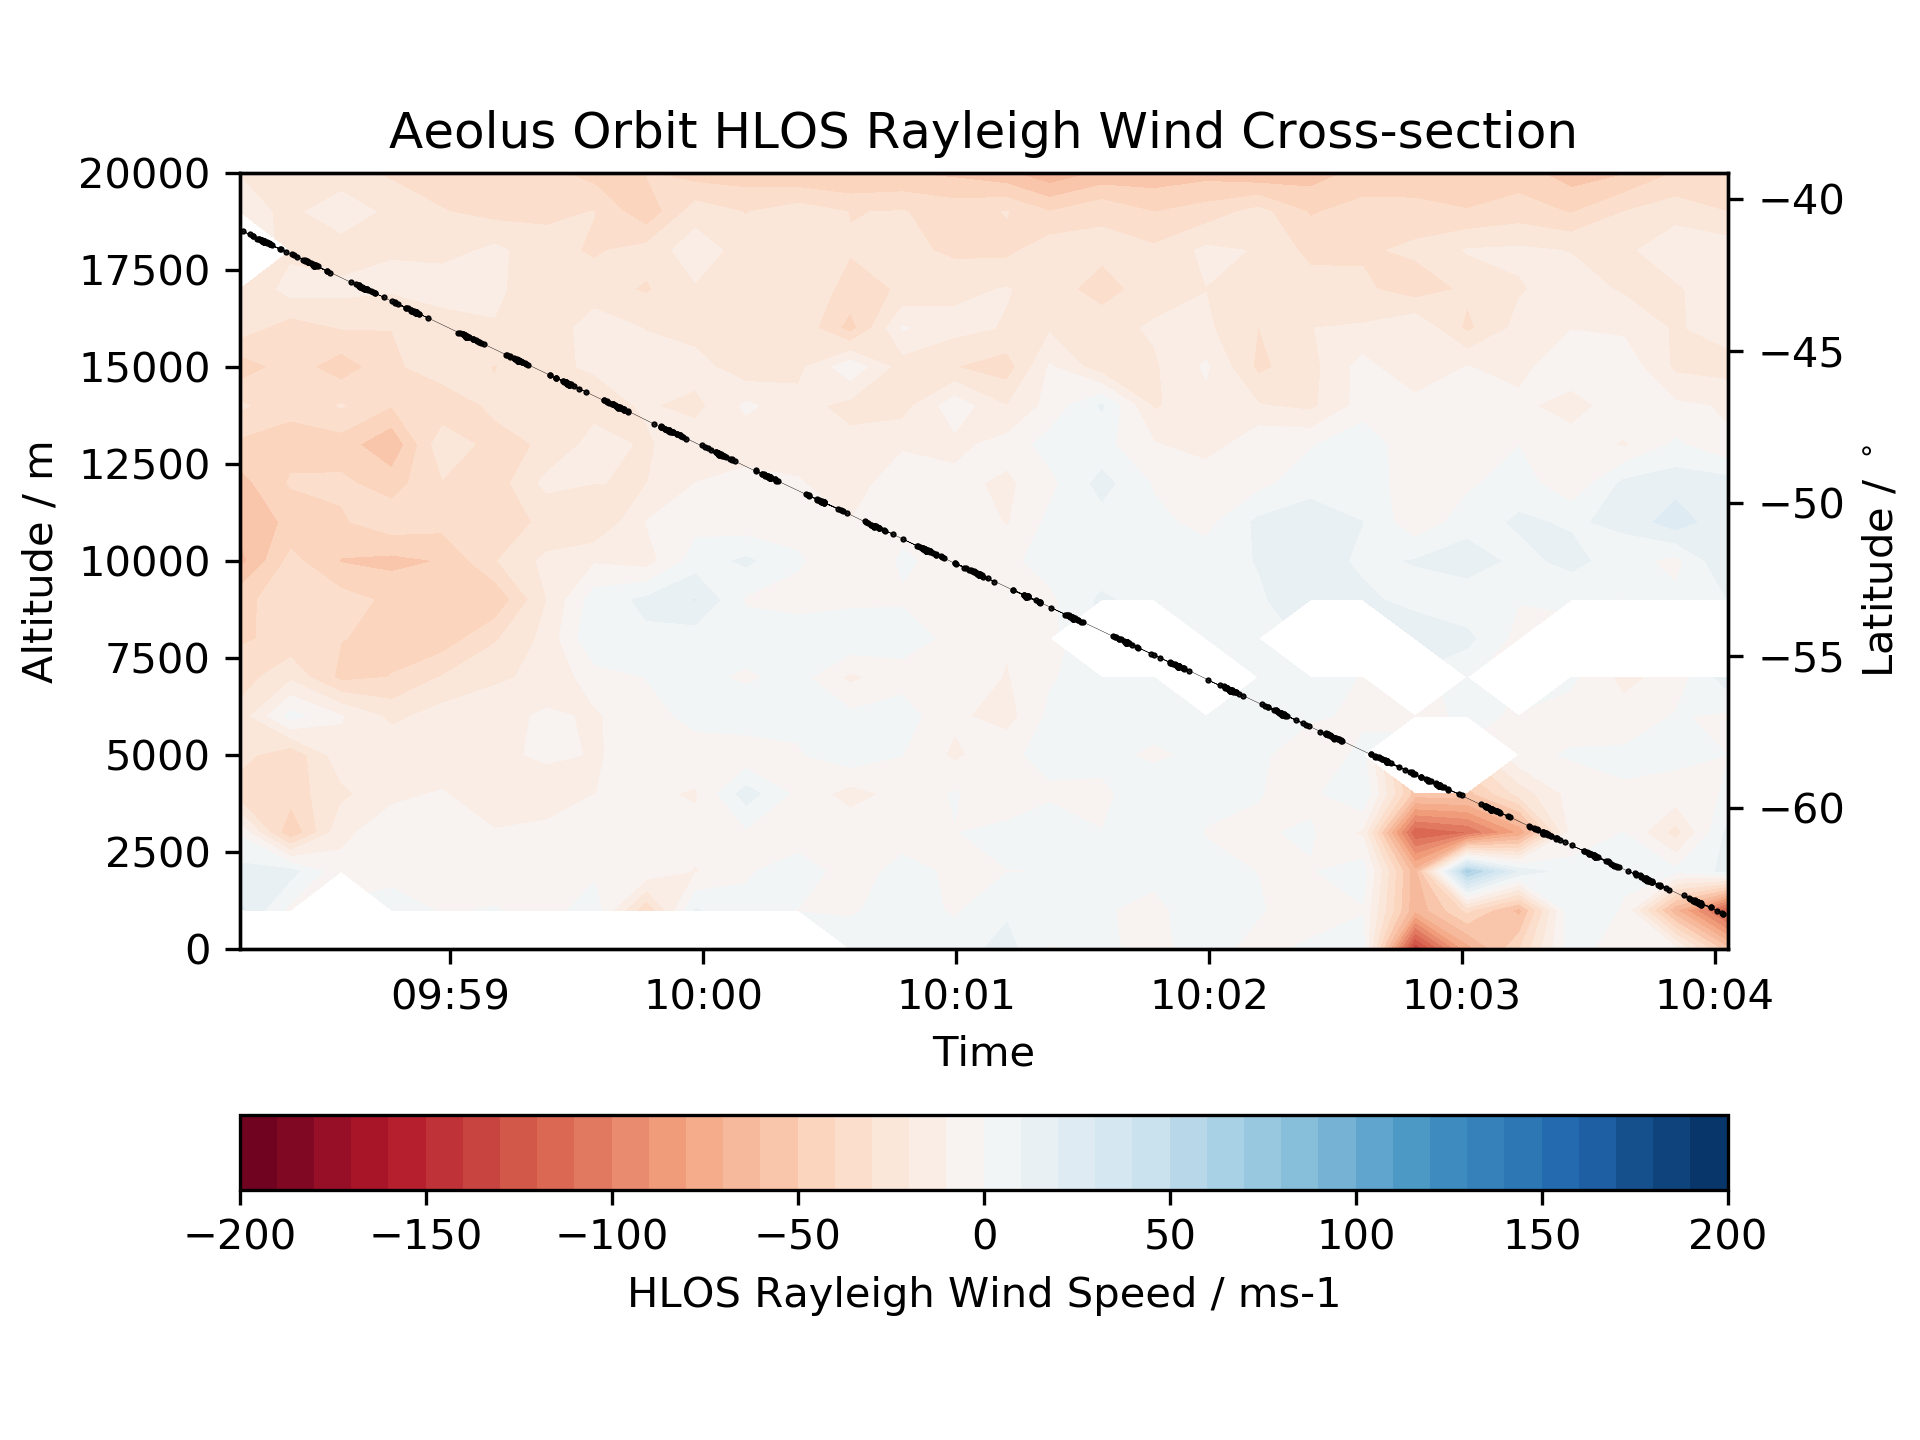 Aeolus Orbit HLOS Rayleigh Wind Cross-section
20000
17500
15000
12500
10000
7500
5000
2500
0
Altitude / m
−40
−45
−50
−55
−60
Latitude / °
09:59 10:00 10:01 10:02 10:03 10:04
Time
−200 −150 −100 −50 0 50 100 150 200
HLOS Rayleigh Wind Speed / ms-1